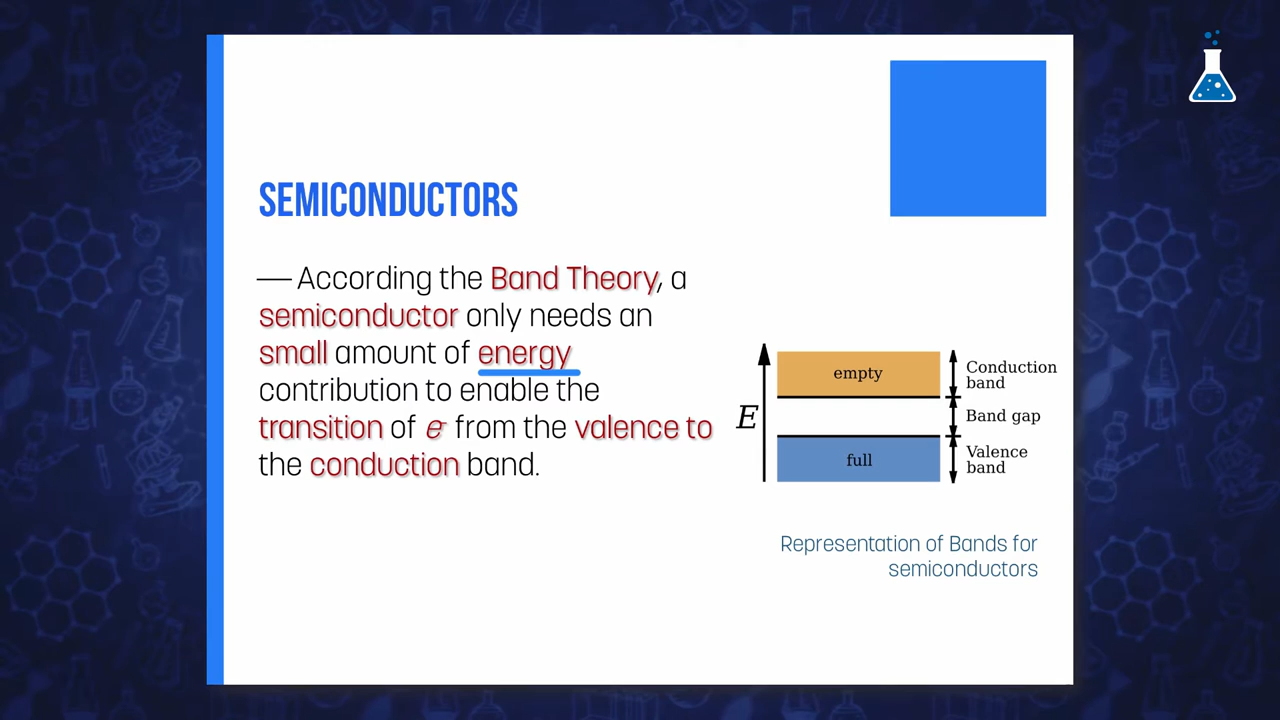 SEMICONDUCTORS
— According the Band Theory, a
semiconductor only needs an
small amount of energy
contribution to enable the
transition of e⁻ from the valence to
the conduction band.
E
empty
full
Conduction
band
Band gap
Valence
band
Representation of Bands for
semiconductors